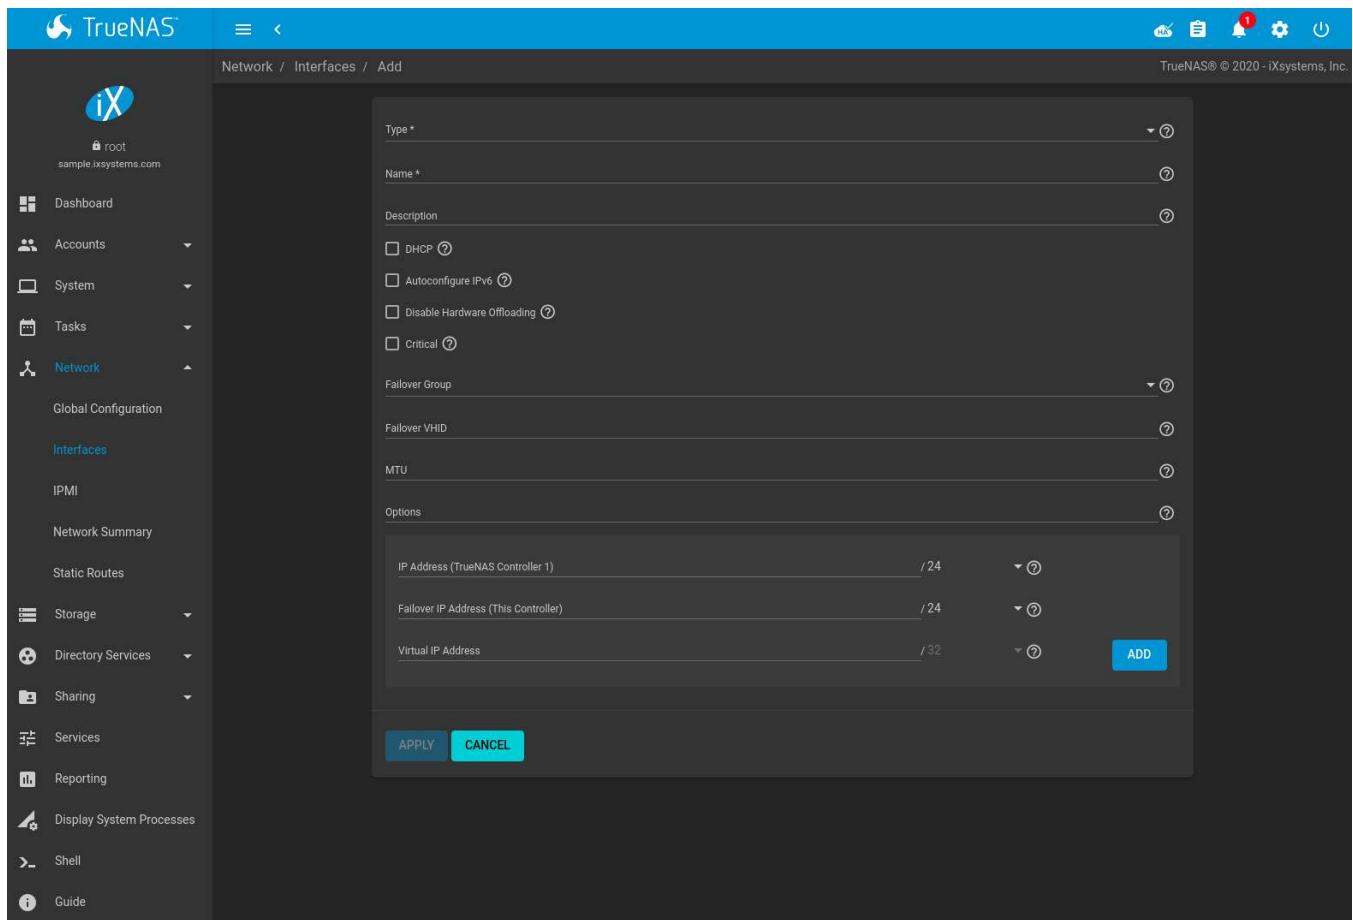 TrueNAS
HA
1
Network / Interfaces / Add
TrueNAS® © 2020 - iXsystems, Inc.
iX
root
sample.ixsystems.com
Dashboard
Accounts
System
Tasks
Network
Global Configuration
Interfaces
IPMI
Network Summary
Static Routes
Storage
Directory Services
Sharing
Services
Reporting
Display System Processes
Shell
Guide
Type *
Name *
Description
DHCP
Autoconfigure IPv6
Disable Hardware Offloading
Critical
Failover Group
Failover VHID
MTU
Options
IP Address (TrueNAS Controller 1) / 24
Failover IP Address (This Controller) / 24
Virtual IP Address / 32
ADD
APPLY CANCEL